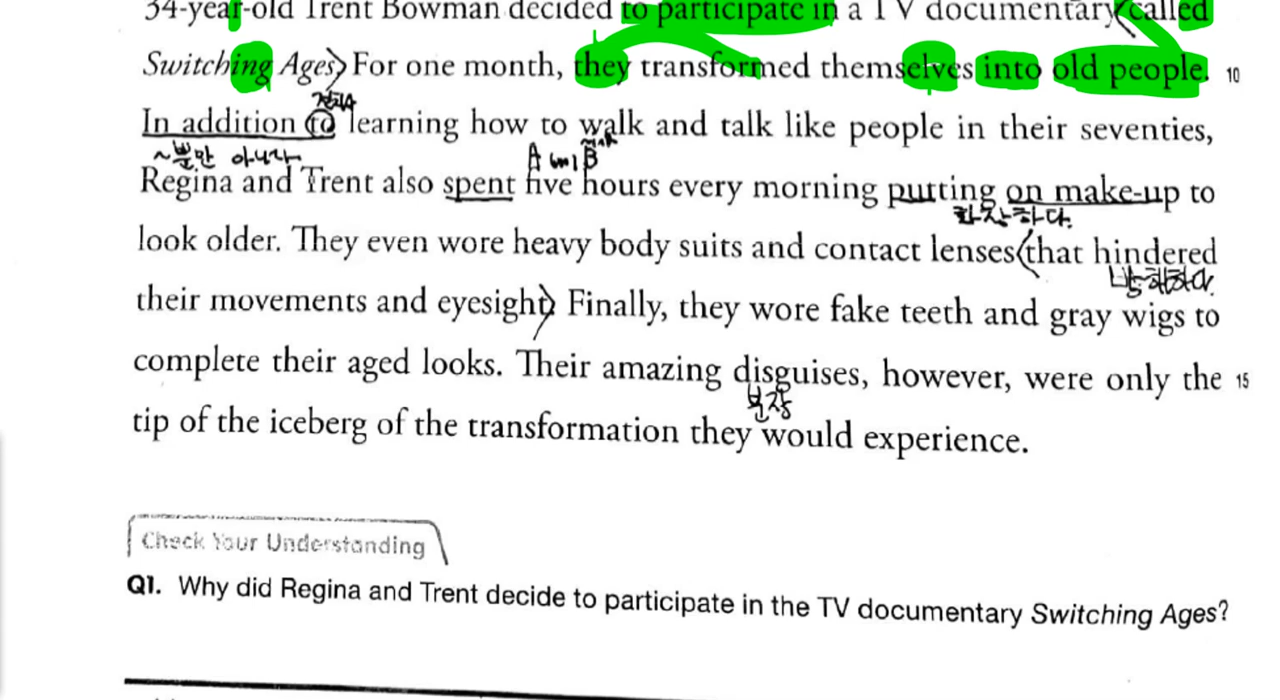 34-year-old Trent Bowman decided to participate in a TV documentary called
Switching Ages. For one month, they transformed themselves into old people. 10
전치사
In addition to learning how to walk and talk like people in their seventies,
~뿐만 아니라
Regina and Trent also spent five hours every morning putting on make-up to
화장하다.
look older. They even wore heavy body suits and contact lenses that hindered
방해하다.
their movements and eyesight. Finally, they wore fake teeth and gray wigs to
complete their aged looks. Their amazing disguises, however, were only the 15
분장
tip of the iceberg of the transformation they would experience.
Check Your Understanding
Q1. Why did Regina and Trent decide to participate in the TV documentary Switching Ages?